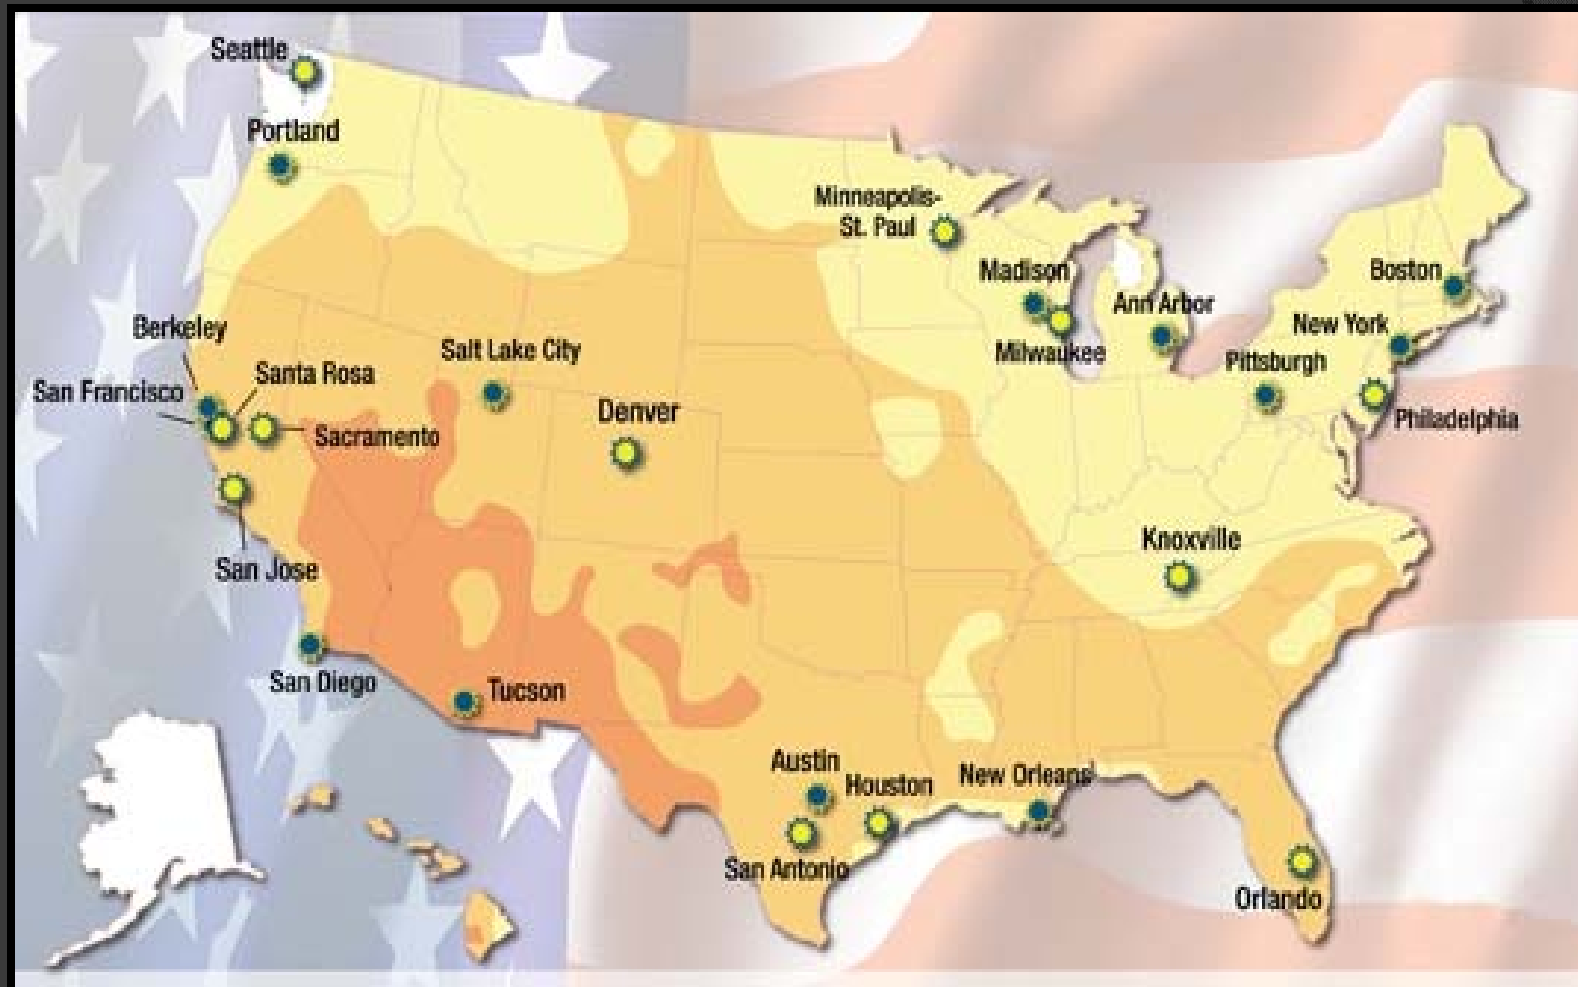 Seattle
Portland
Minneapolis-
St. Paul
Madison
Boston
Ann Arbor
Berkeley
New York
Salt Lake City
Milwaukee
Pittsburgh
Santa Rosa
San Francisco
Denver
Philadelphia
Sacramento
Knoxville
San Jose
San Diego
Tucson
Austin
New Orleans
Houston
San Antonio
Orlando